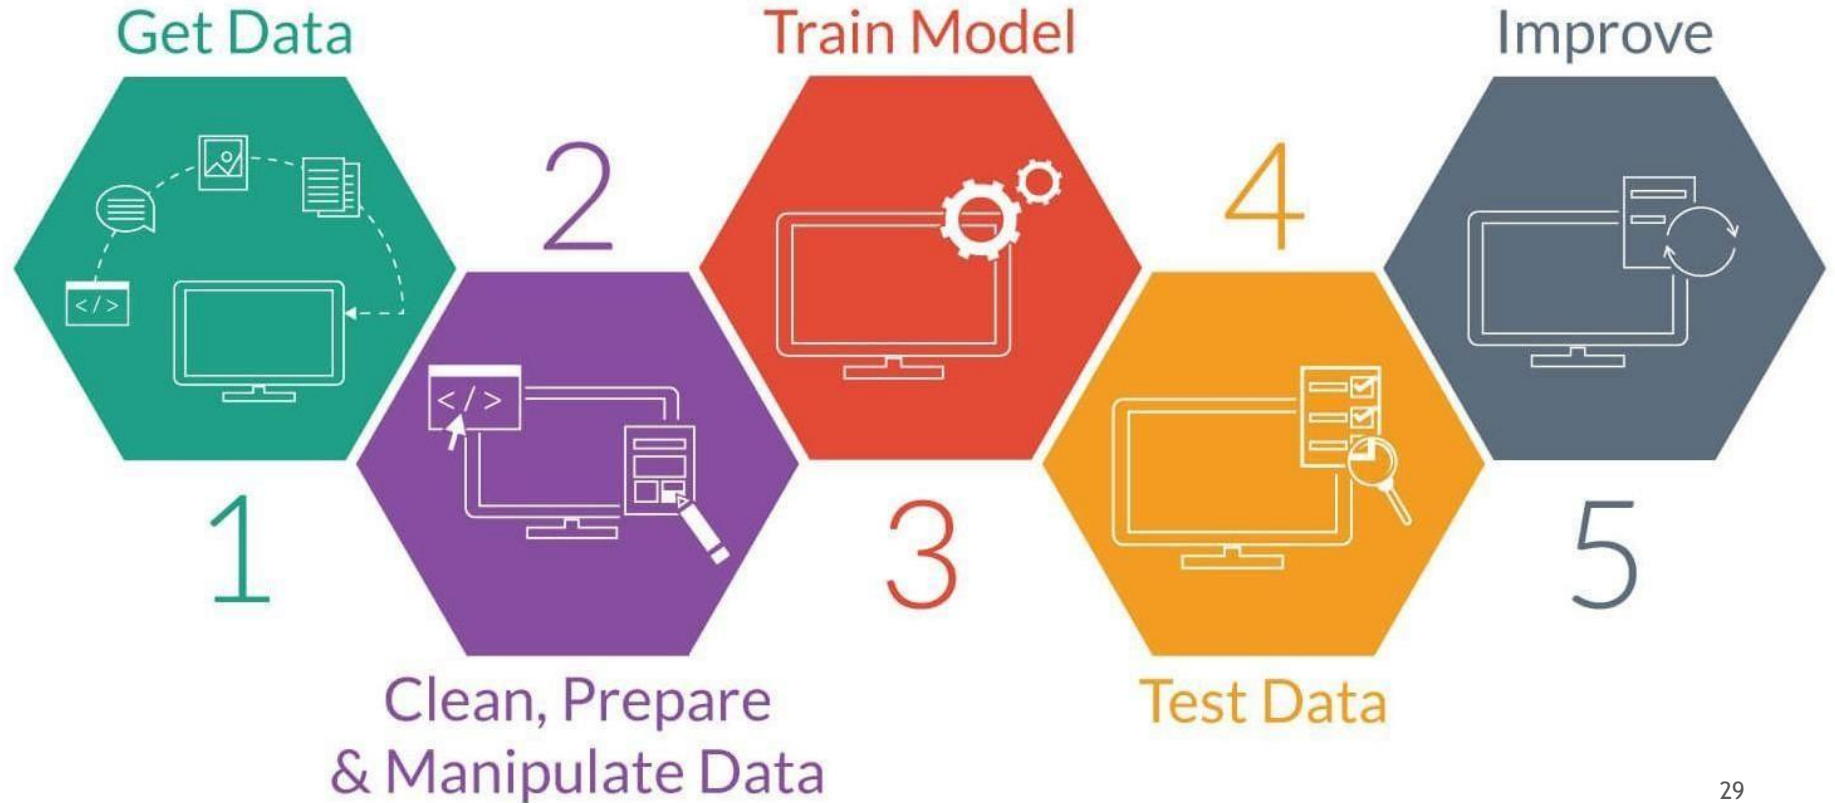 Get Data
1
2
Clean, Prepare
& Manipulate Data
Train Model
3
4
Test Data
Improve
5
</>
</>
29